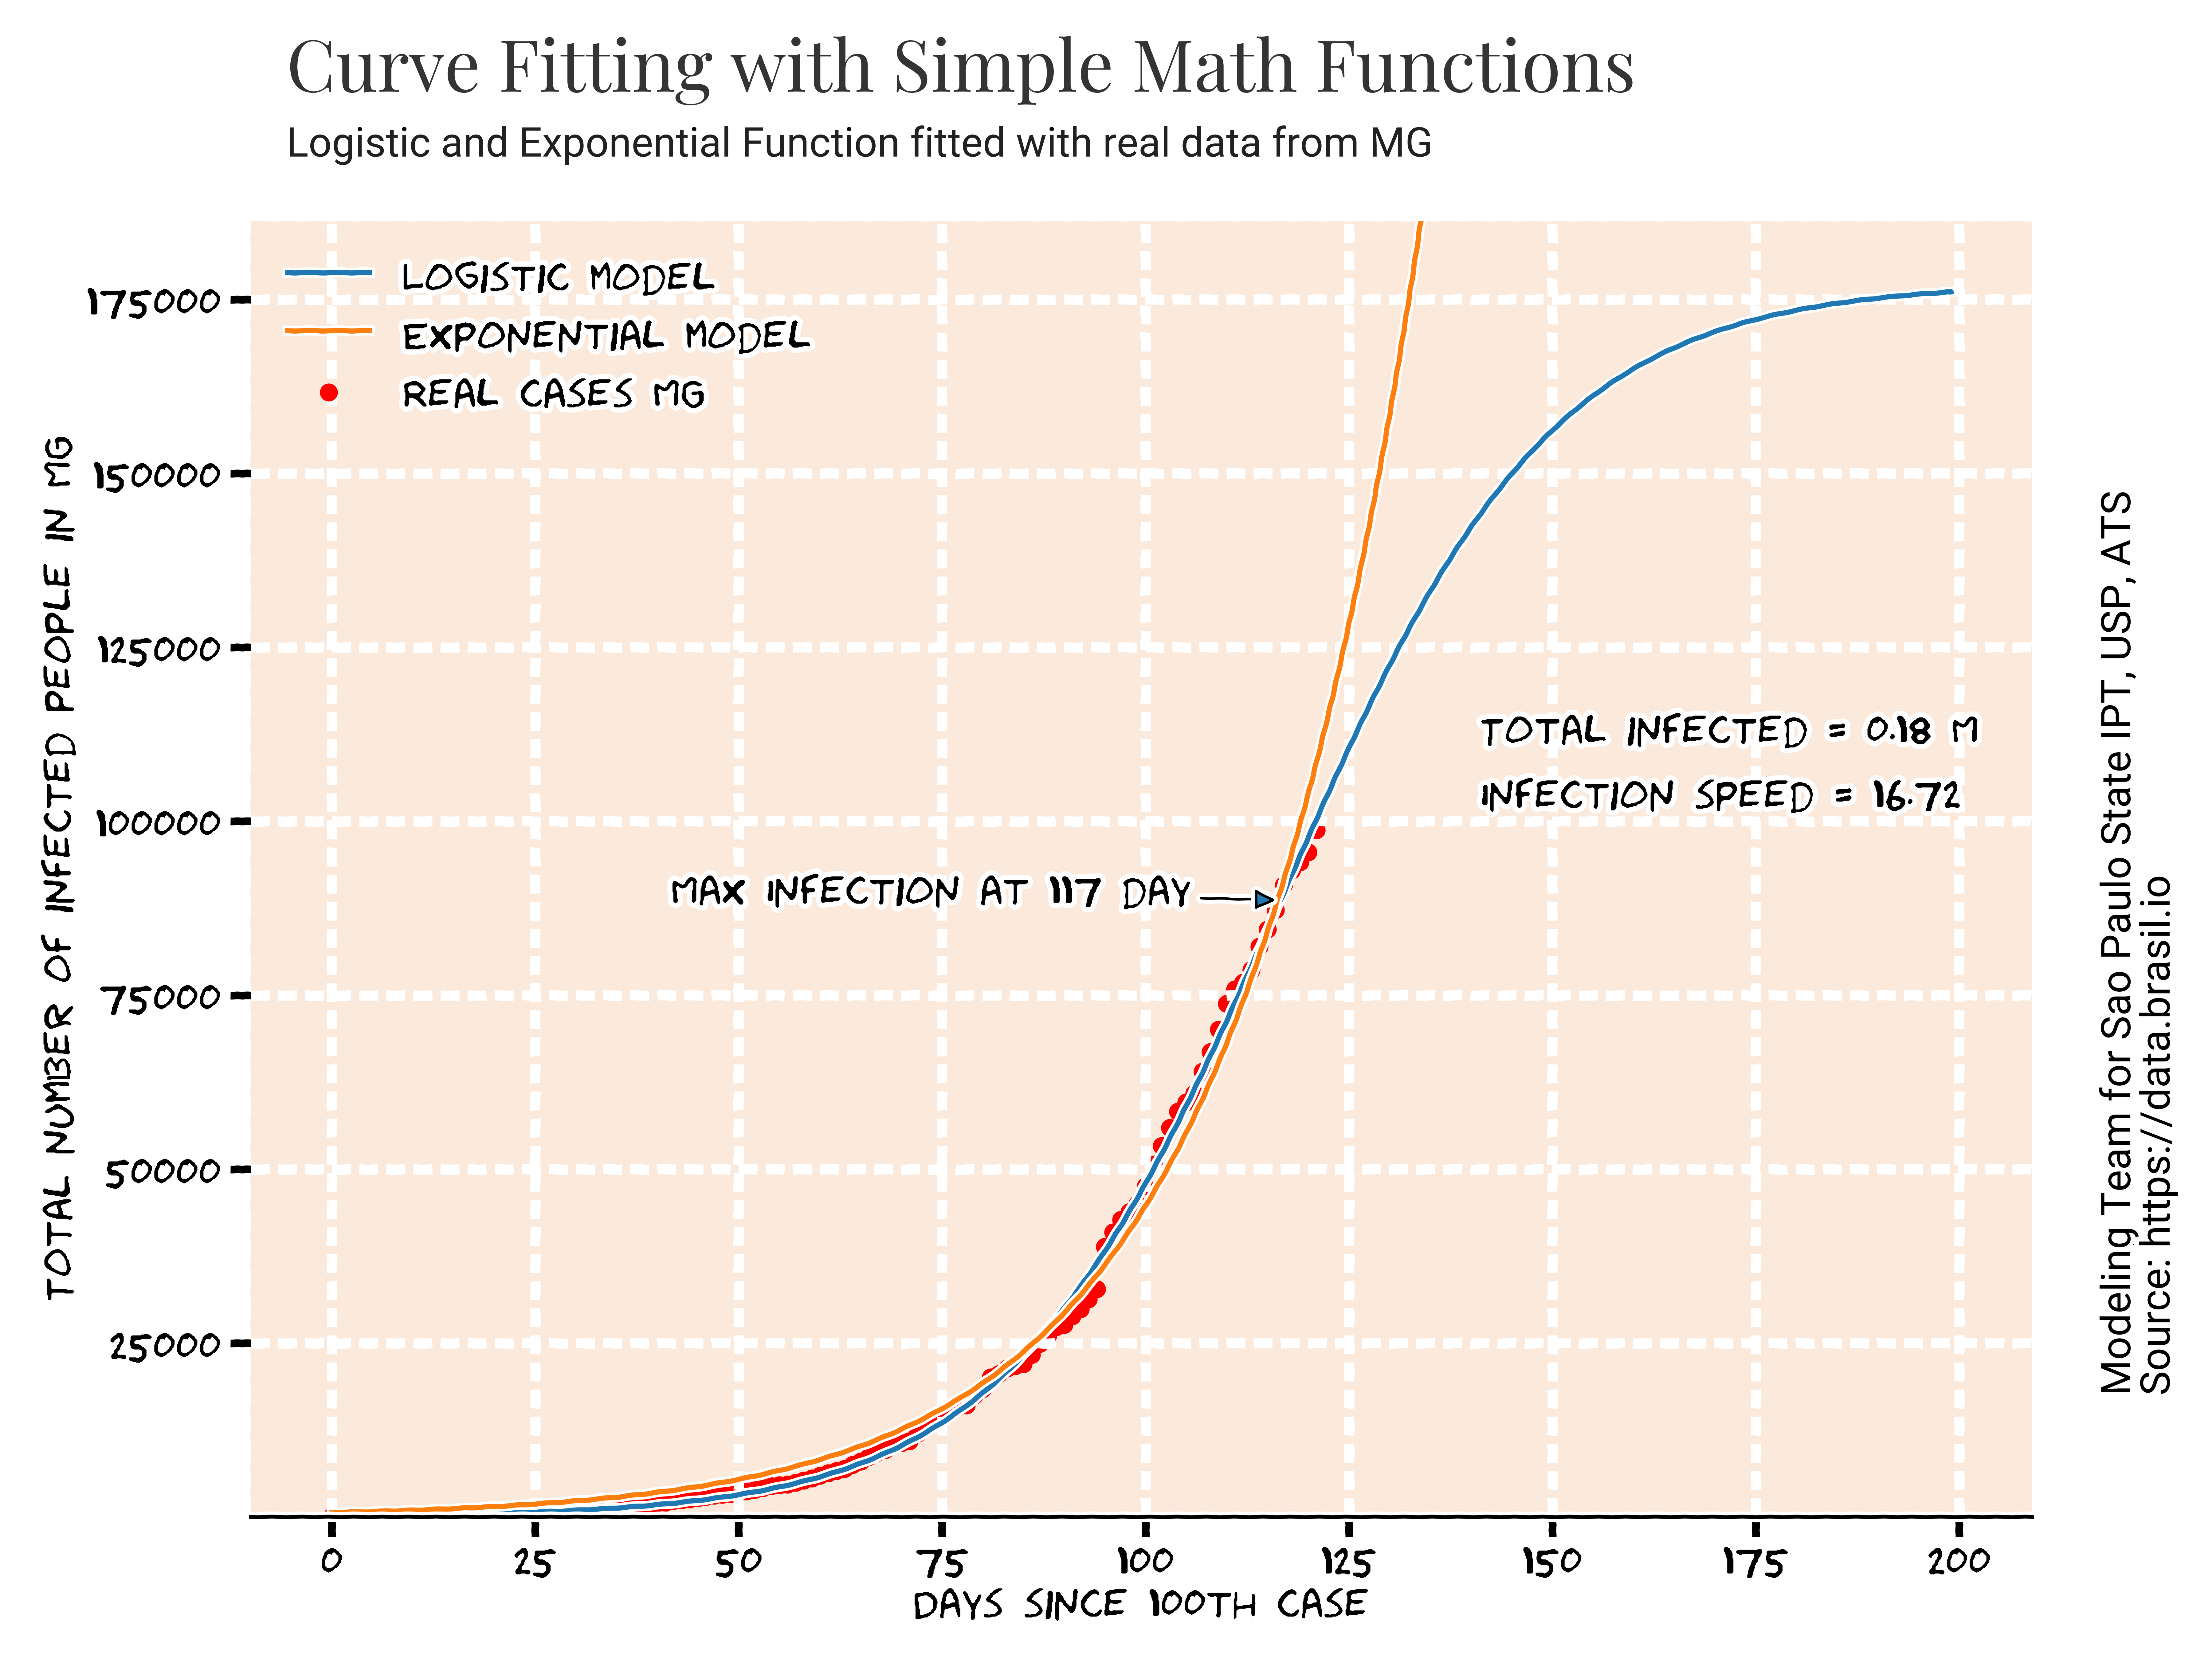 Curve Fitting with Simple Math Functions
Logistic and Exponential Function fitted with real data from MG
LOGISTIC MODEL
EXPONENTIAL MODEL
REAL CASES MG
TOTAL NUMBER OF INFECTED PEOPLE IN MG
175000
150000
125000
100000
75000
50000
25000
TOTAL INFECTED = 0.18 M
INFECTION SPEED = 16.72
MAX INFECTION AT 117 DAY
0 25 50 75 100 125 150 175 200
DAYS SINCE 100TH CASE
Modeling Team for Sao Paulo State IPT, USP, ATS
Source: https://data.brasil.io